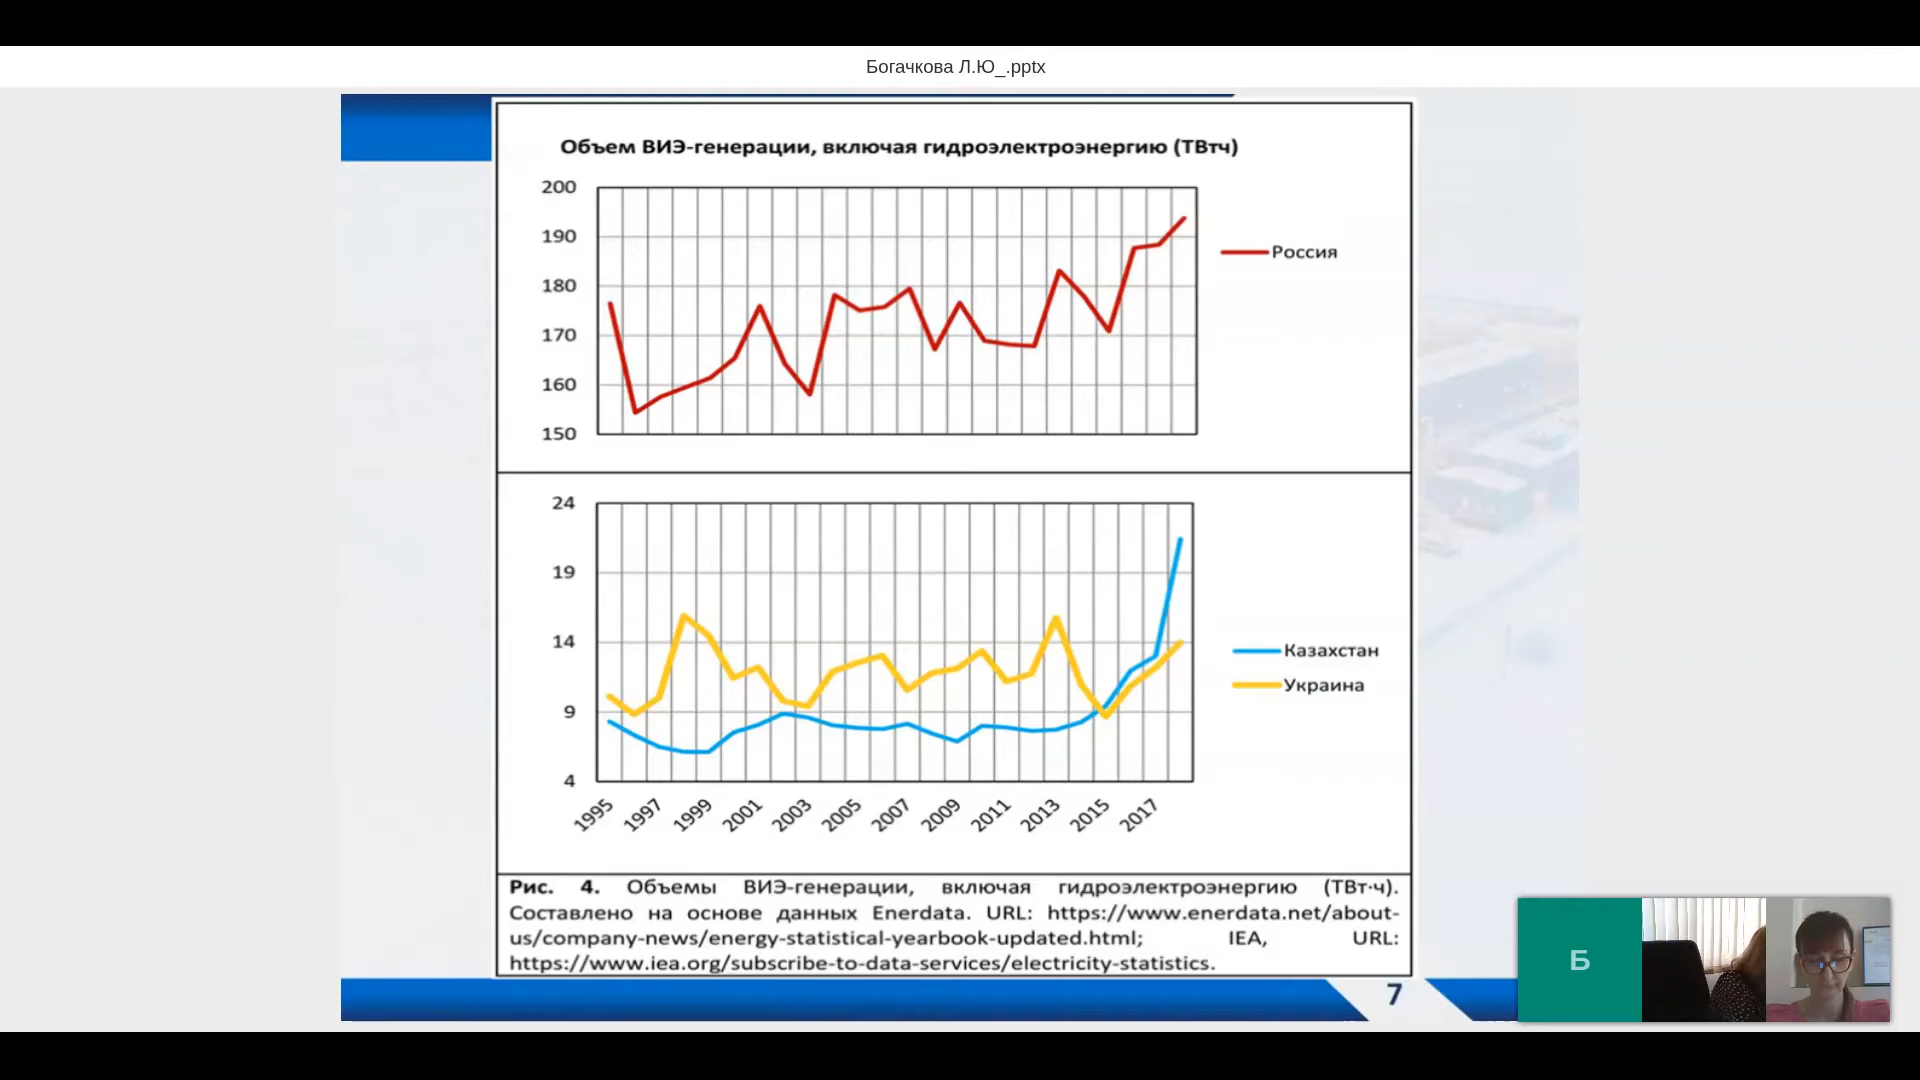 Богачкова Л.Ю_.pptx
Объем ВИЭ-генерации, включая гидроэлектроэнергию (ТВтч)
200
190
180
170
160
150
Россия
24
19
14
9
4
Казахстан
Украина
1995 1997 1999 2001 2003 2005 2007 2009 2011 2013 2015 2017
Рис. 4. Объемы ВИЭ-генерации, включая гидроэлектроэнергию (ТВт·ч).
Составлено на основе данных Enerdata. URL: https://www.enerdata.net/about-
us/company-news/energy-statistical-yearbook-updated.html; IEA, URL:
https://www.iea.org/subscribe-to-data-services/electricity-statistics.
7
Б